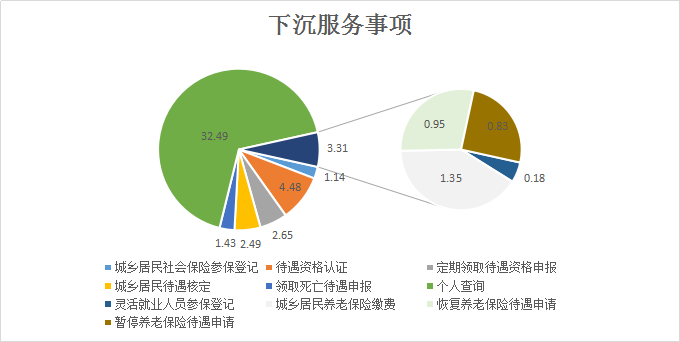 下沉服务事项
32.49
3.31
1.14
4.48
2.65
2.49
1.43
0.95
0.83
0.18
1.35
城乡居民社会保险参保登记 待遇资格认证 定期领取待遇资格申报
城乡居民待遇核定 领取死亡待遇申报 个人查询
灵活就业人员参保登记 城乡居民养老保险缴费 恢复养老保险待遇申请
暂停养老保险待遇申请